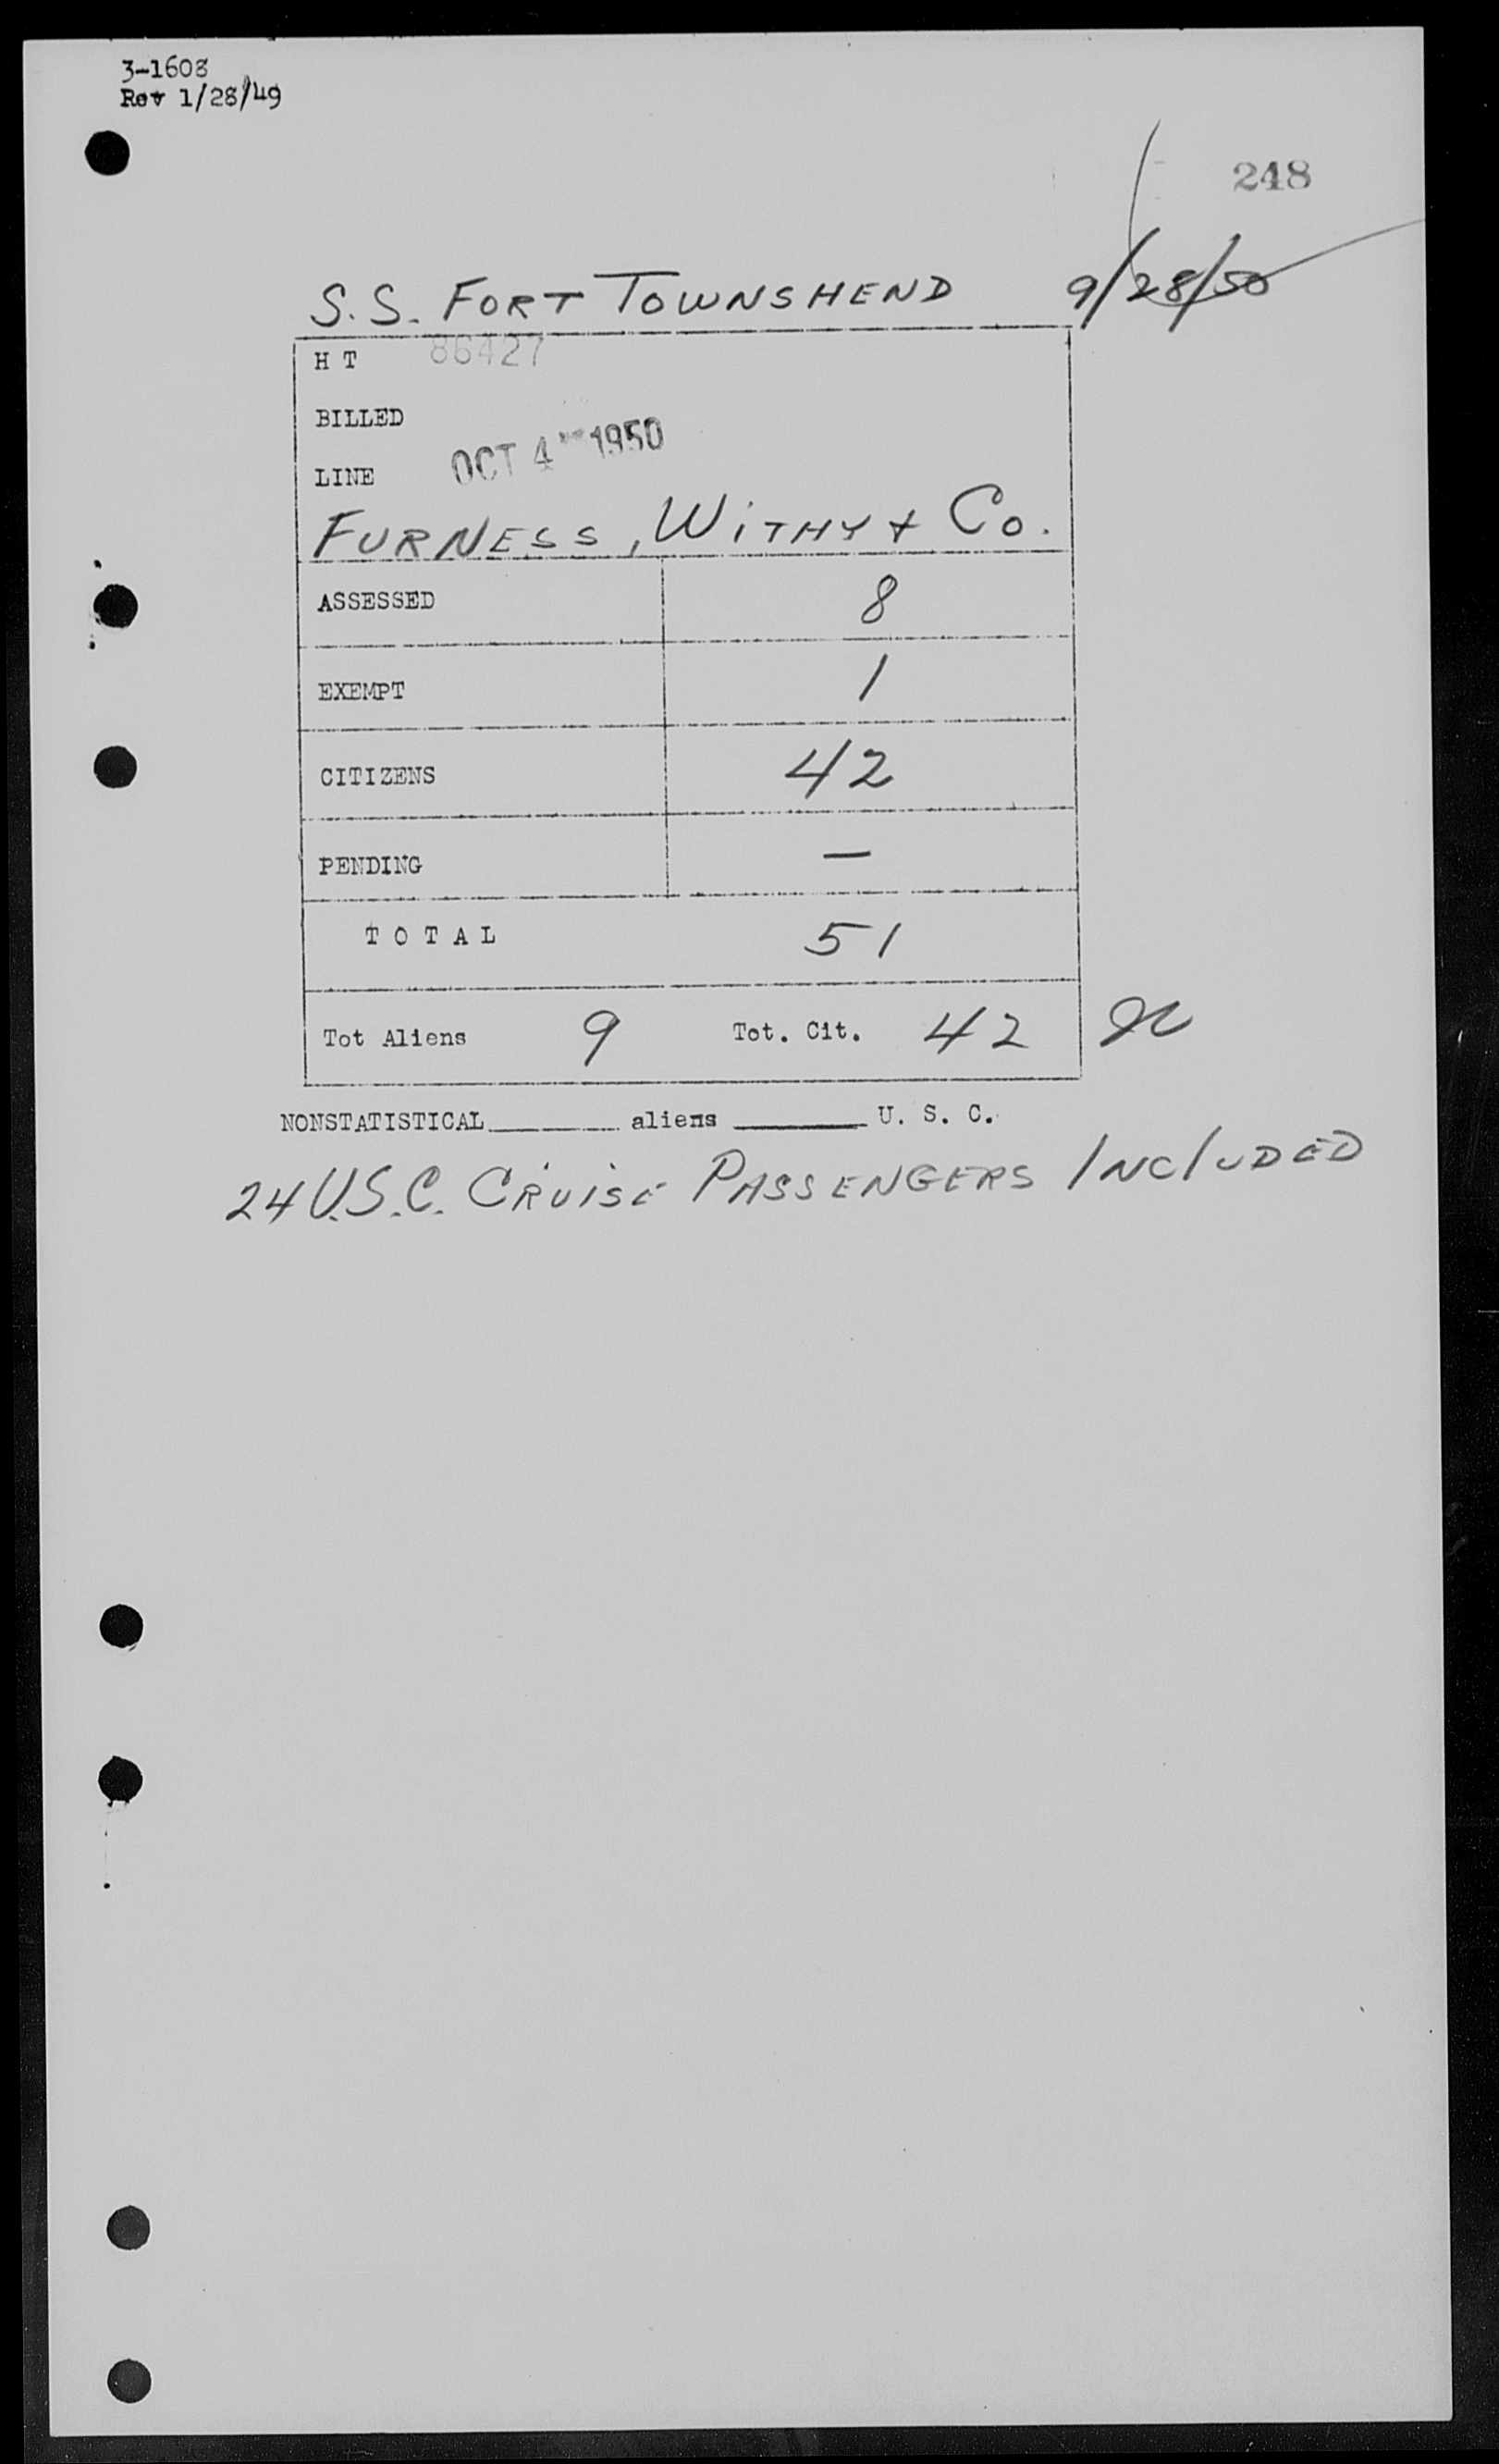 3-1608
Rev 1/28/49
248
S.S. FORT TOWNSHEND 9/28/50
H T 86427
BILLED
OCT 4 1950
LINE
FURNESS, WITHY + Co.
ASSESSED 8
EXEMPT 1
CITIZENS 42
PENDING —
T O T A L 51
Tot Aliens 9 Tot. Cit. 42
NONSTATISTICAL________ aliens ________ U. S. C.
24 U.S.C. CRUISE PASSENGERS INCLUDED